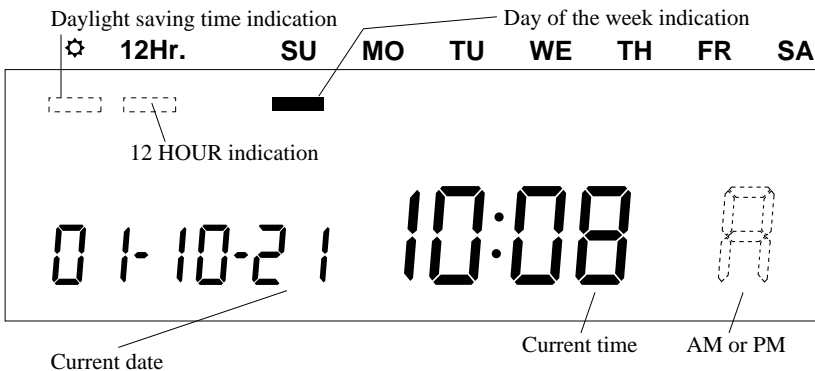 Daylight saving time indication
Day of the week indication
☼ 12Hr. SU MO TU WE TH FR SA
12 HOUR indication
01-10-21 10:08 A
Current date
Current time
AM or PM